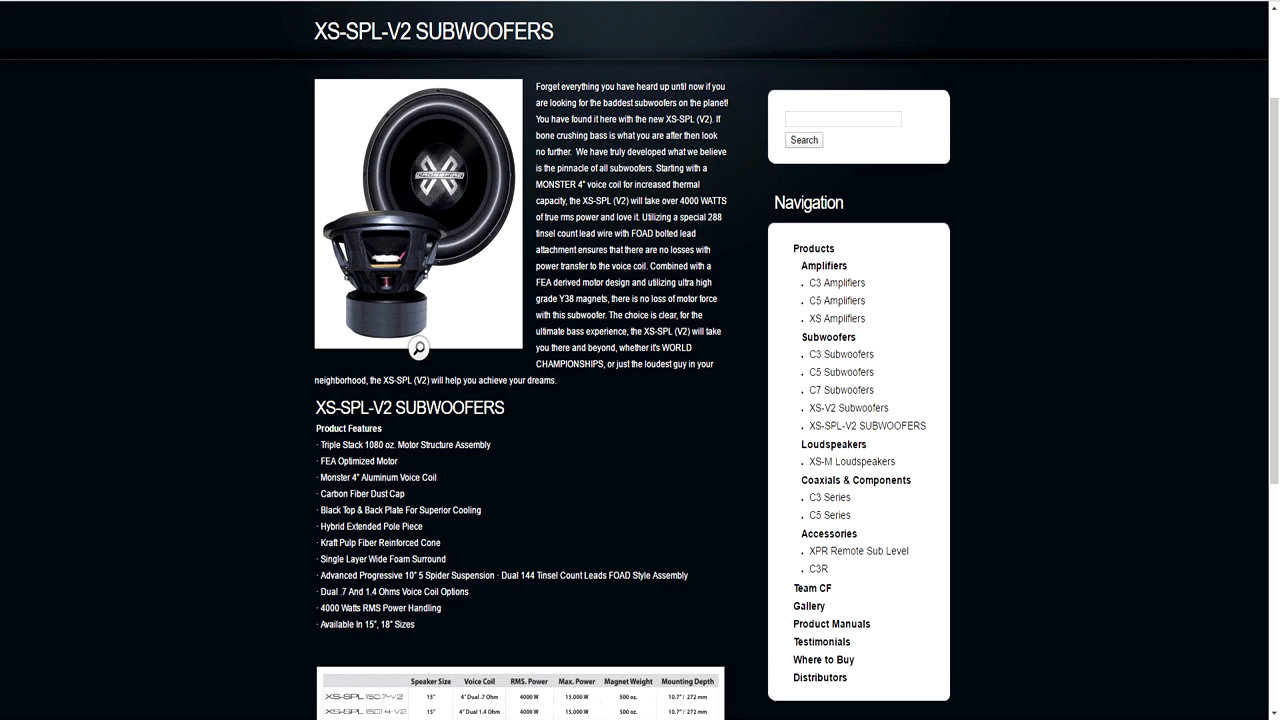 XS-SPL-V2 SUBWOOFERS
CROSSFIRE
Forget everything you have heard up until now if you
are looking for the baddest subwoofers on the planet!
You have found it here with the new XS-SPL (V2). If
bone crushing bass is what you are after then look
no further. We have truly developed what we believe
is the pinnacle of all subwoofers. Starting with a
MONSTER 4" voice coil for increased thermal
capacity, the XS-SPL (V2) will take over 4000 WATTS
of true rms power and love it. Utilizing a special 288
tinsel count lead wire with FOAD bolted lead
attachment ensures that there are no losses with
power transfer to the voice coil. Combined with a
FEA derived motor design and utilizing ultra high
grade Y38 magnets, there is no loss of motor force
with this subwoofer. The choice is clear, for the
ultimate bass experience, the XS-SPL (V2) will take
you there and beyond, whether it's WORLD
CHAMPIONSHIPS, or just the loudest guy in your
neighborhood, the XS-SPL (V2) will help you achieve your dreams.
XS-SPL-V2 SUBWOOFERS
Product Features
· Triple Stack 1080 oz. Motor Structure Assembly
· FEA Optimized Motor
· Monster 4" Aluminum Voice Coil
· Carbon Fiber Dust Cap
· Black Top & Back Plate For Superior Cooling
· Hybrid Extended Pole Piece
· Kraft Pulp Fiber Reinforced Cone
· Single Layer Wide Foam Surround
· Advanced Progressive 10" 5 Spider Suspension · Dual 144 Tinsel Count Leads FOAD Style Assembly
· Dual .7 And 1.4 Ohms Voice Coil Options
· 4000 Watts RMS Power Handling
· Available In 15", 18" Sizes
Speaker Size Voice Coil RMS. Power Max. Power Magnet Weight Mounting Depth
XS-SPL 150.7-V2 15" 4" Dual .7 Ohm 4000 W 15,000 W 500 oz. 10.7" / 272 mm
XS-SPL 151.4-V2 15" 4" Dual 1.4 Ohm 4000 W 15,000 W 500 oz. 10.7" / 272 mm
Search
Navigation
Products
Amplifiers
C3 Amplifiers
C5 Amplifiers
XS Amplifiers
Subwoofers
C3 Subwoofers
C5 Subwoofers
C7 Subwoofers
XS-V2 Subwoofers
XS-SPL-V2 SUBWOOFERS
Loudspeakers
XS-M Loudspeakers
Coaxials & Components
C3 Series
C5 Series
Accessories
XPR Remote Sub Level
C3R
Team CF
Gallery
Product Manuals
Testimonials
Where to Buy
Distributors